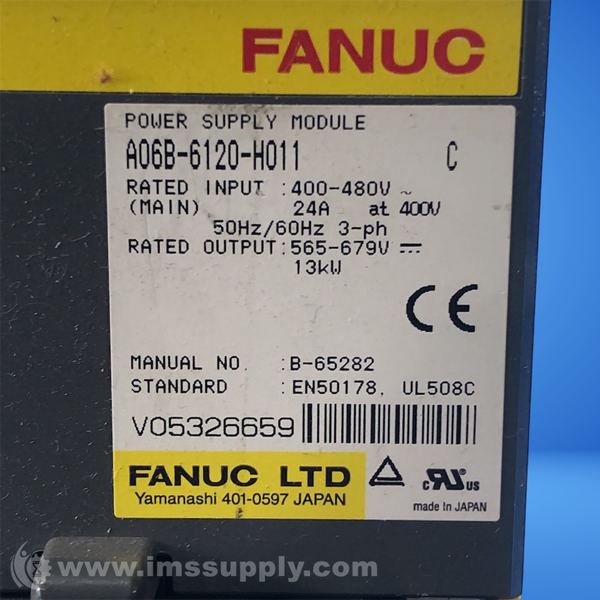 FANUC
POWER SUPPLY MODULE
A06B-6120-H011 C
RATED INPUT :400-480V ~
(MAIN) 24A at 400V
50Hz/60Hz 3-ph
RATED OUTPUT:565-679V ⎓
13kW
CE
MANUAL NO. :B-65282
STANDARD :EN50178, UL508C
V05326659
FANUC LTD
Yamanashi 401-0597 JAPAN
c RU us
made in JAPAN
www.imssupply.com